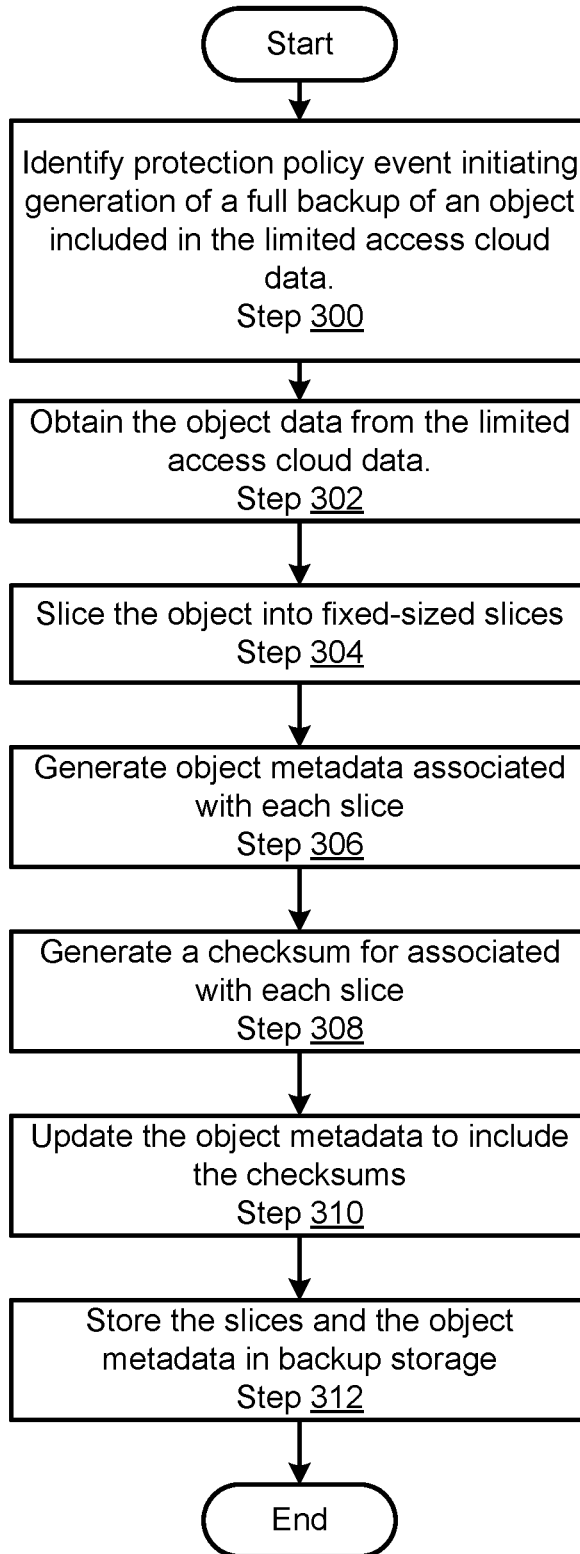 Start
Identify protection policy event initiating
generation of a full backup of an object
included in the limited access cloud
data.
Step 300
Obtain the object data from the limited
access cloud data.
Step 302
Slice the object into fixed-sized slices
Step 304
Generate object metadata associated
with each slice
Step 306
Generate a checksum for associated
with each slice
Step 308
Update the object metadata to include
the checksums
Step 310
Store the slices and the object
metadata in backup storage
Step 312
End